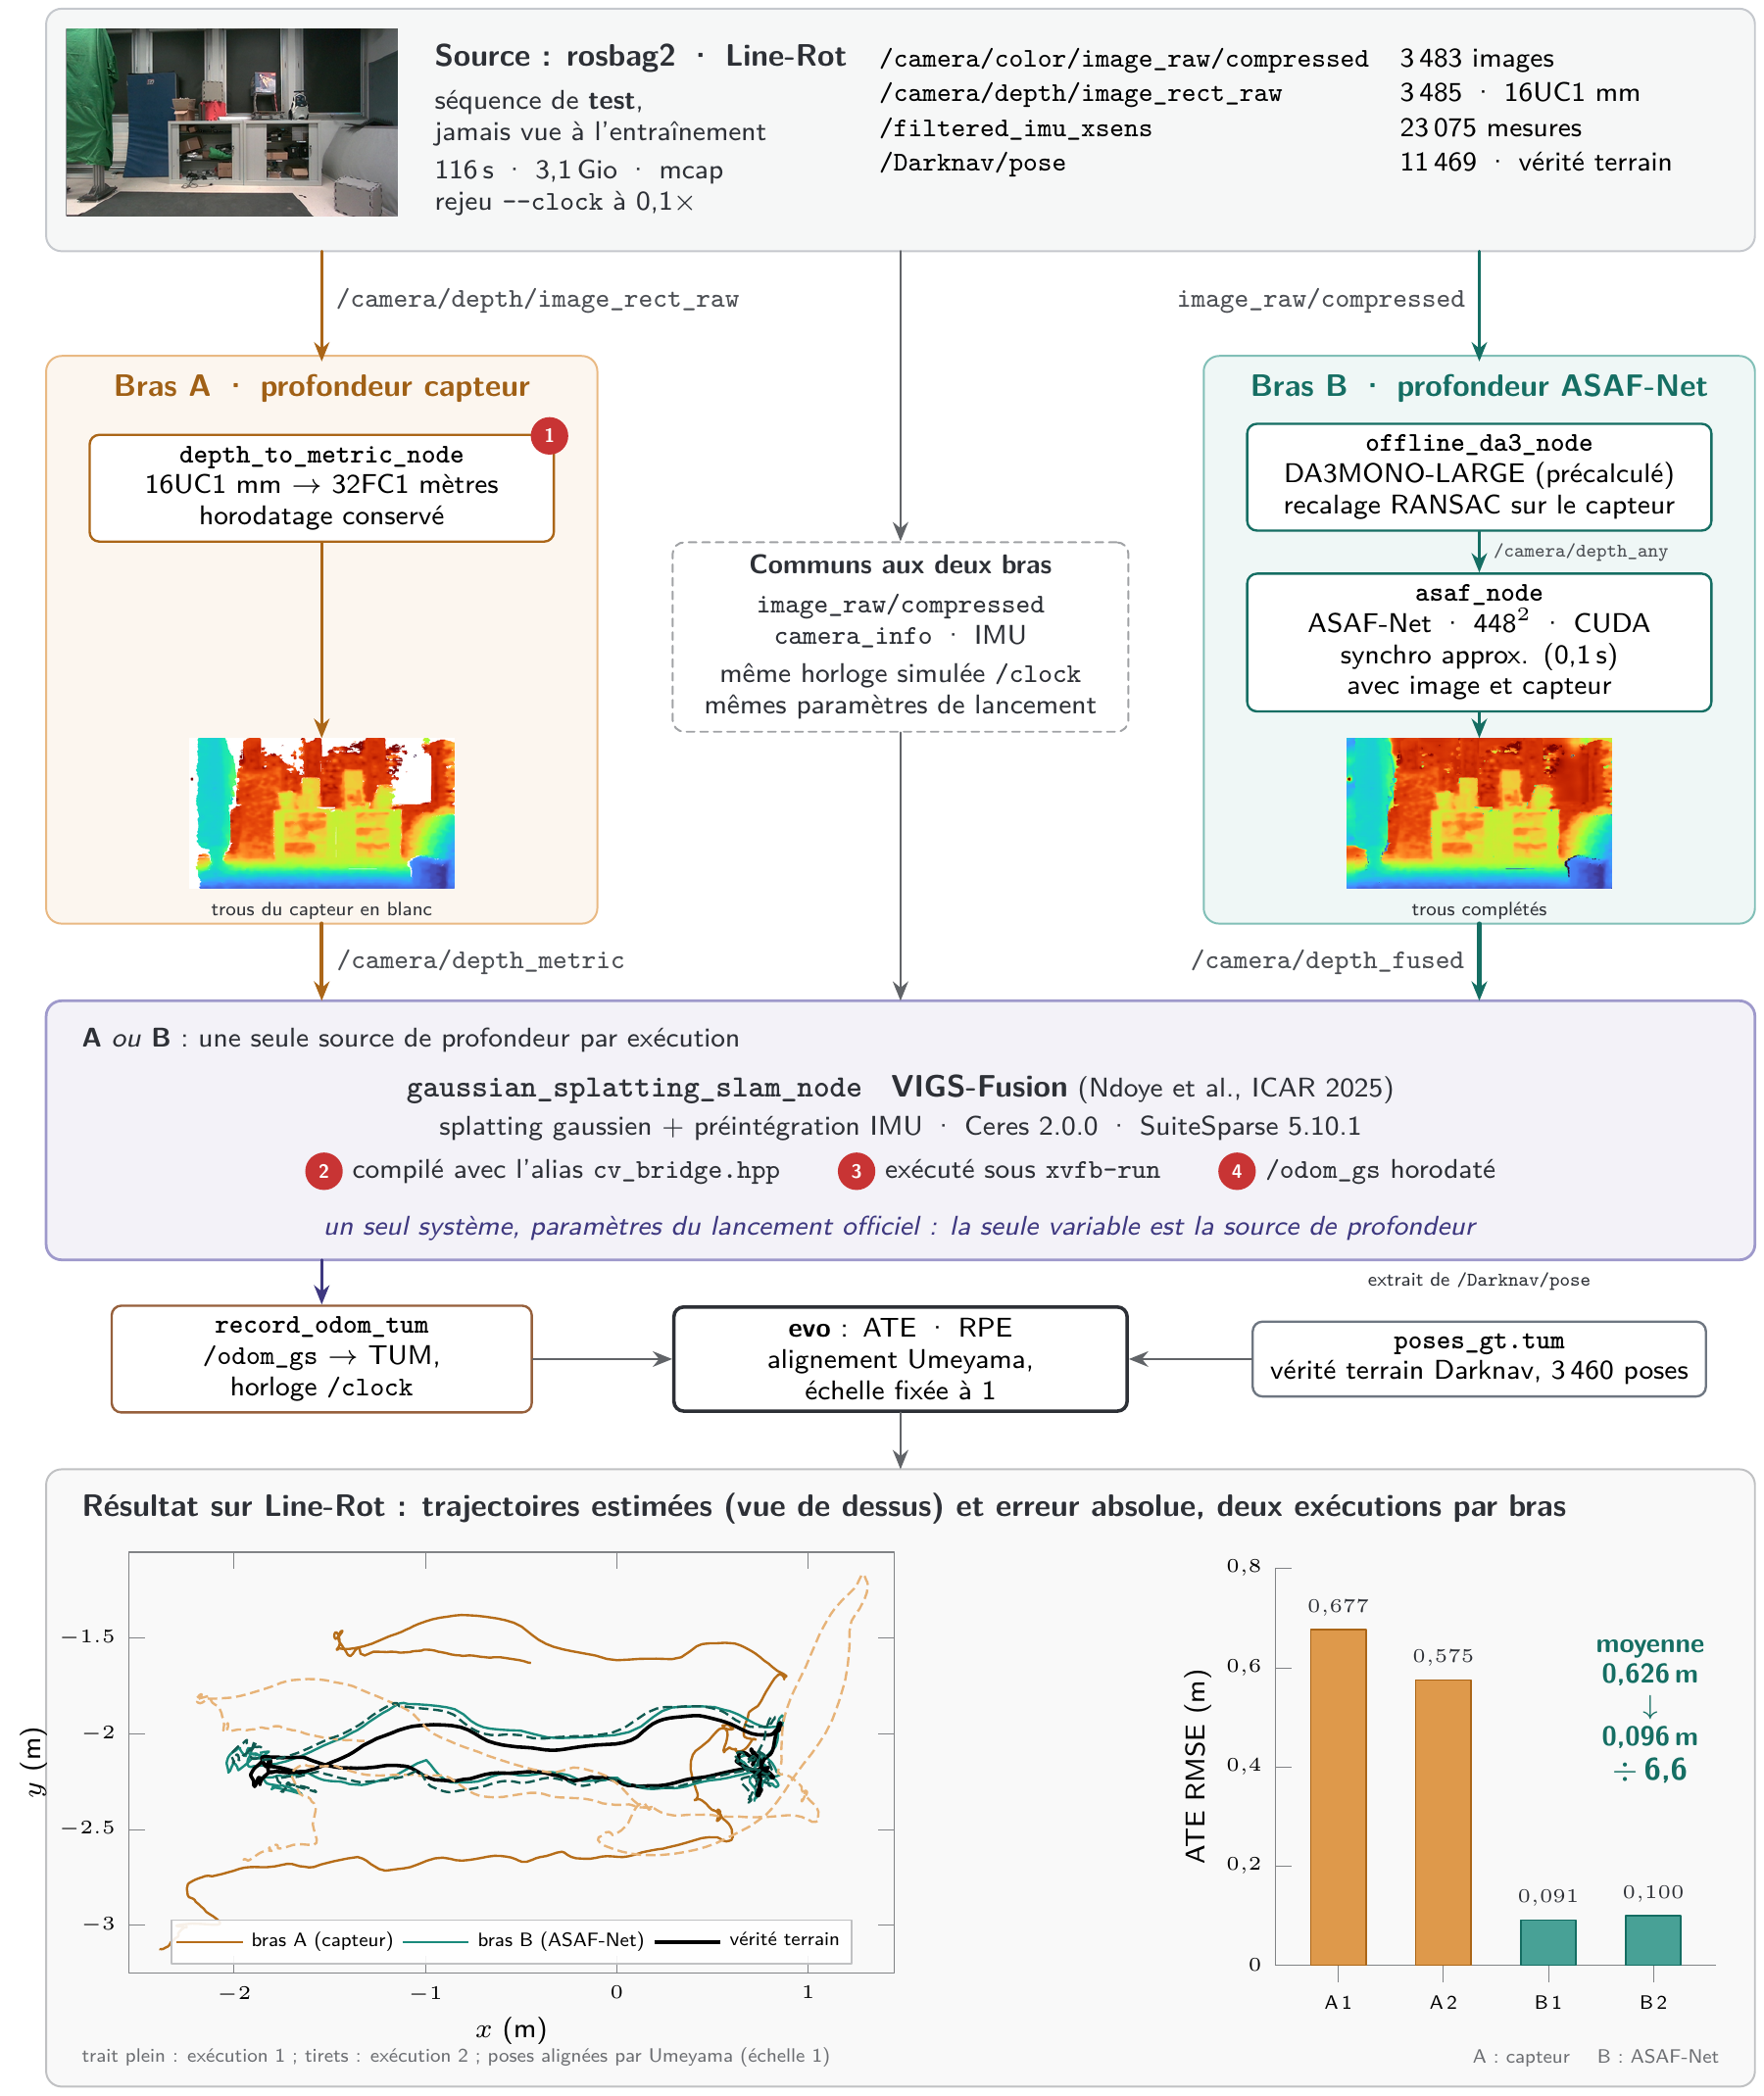 Source : rosbag2 · Line-Rot
séquence de test,
jamais vue à l'entraînement
116 s · 3,1 Gio · mcap
rejeu --clock à 0,1×
/camera/color/image_raw/compressed 3 483 images
/camera/depth/image_rect_raw 3 485 · 16UC1 mm
/filtered_imu_xsens 23 075 mesures
/Darknav/pose 11 469 · vérité terrain
/camera/depth/image_rect_raw
image_raw/compressed
Bras A · profondeur capteur
1
depth_to_metric_node
16UC1 mm → 32FC1 mètres
horodatage conservé
trous du capteur en blanc
Communs aux deux bras
image_raw/compressed
camera_info · IMU
même horloge simulée /clock
mêmes paramètres de lancement
Bras B · profondeur ASAF-Net
offline_da3_node
DA3MONO-LARGE (précalculé)
recalage RANSAC sur le capteur
/camera/depth_any
asaf_node
ASAF-Net · 448² · CUDA
synchro approx. (0,1 s)
avec image et capteur
trous complétés
/camera/depth_metric
/camera/depth_fused
A ou B : une seule source de profondeur par exécution
gaussian_splatting_slam_node VIGS-Fusion (Ndoye et al., ICAR 2025)
splatting gaussien + préintégration IMU · Ceres 2.0.0 · SuiteSparse 5.10.1
2 compilé avec l'alias cv_bridge.hpp 3 exécuté sous xvfb-run 4 /odom_gs horodaté
un seul système, paramètres du lancement officiel : la seule variable est la source de profondeur
extrait de /Darknav/pose
record_odom_tum
/odom_gs → TUM,
horloge /clock
evo : ATE · RPE
alignement Umeyama,
échelle fixée à 1
poses_gt.tum
vérité terrain Darknav, 3 460 poses
Résultat sur Line-Rot : trajectoires estimées (vue de dessus) et erreur absolue, deux exécutions par bras
y (m)
−1.5
−2
−2.5
−3
bras A (capteur) bras B (ASAF-Net) vérité terrain
−2 −1 0 1
x (m)
trait plein : exécution 1 ; tirets : exécution 2 ; poses alignées par Umeyama (échelle 1)
ATE RMSE (m)
0,8
0,6
0,4
0,2
0
0,677
0,575
0,091
0,100
moyenne
0,626 m
↓
0,096 m
÷ 6,6
A 1 A 2 B 1 B 2
A : capteur B : ASAF-Net